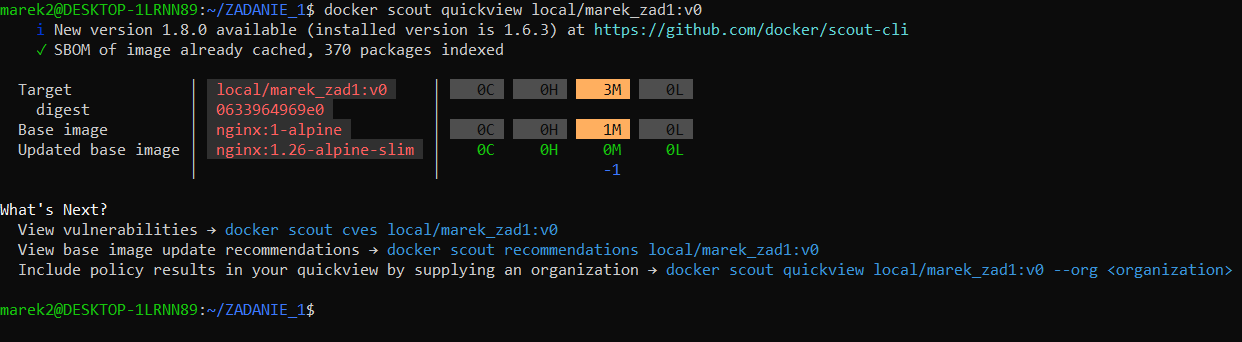 marek2@DESKTOP-1LRNN89:~/ZADANIE_1$ docker scout quickview local/marek_zad1:v0
i New version 1.8.0 available (installed version is 1.6.3) at https://github.com/docker/scout-cli
✓ SBOM of image already cached, 370 packages indexed
Target │ local/marek_zad1:v0 │ 0C 0H 3M 0L
digest │ 0633964969e0 │
Base image │ nginx:1-alpine │ 0C 0H 1M 0L
Updated base image │ nginx:1.26-alpine-slim │ 0C 0H 0M 0L
│ │ -1
What's Next?
View vulnerabilities → docker scout cves local/marek_zad1:v0
View base image update recommendations → docker scout recommendations local/marek_zad1:v0
Include policy results in your quickview by supplying an organization → docker scout quickview local/marek_zad1:v0 --org <organization>
marek2@DESKTOP-1LRNN89:~/ZADANIE_1$